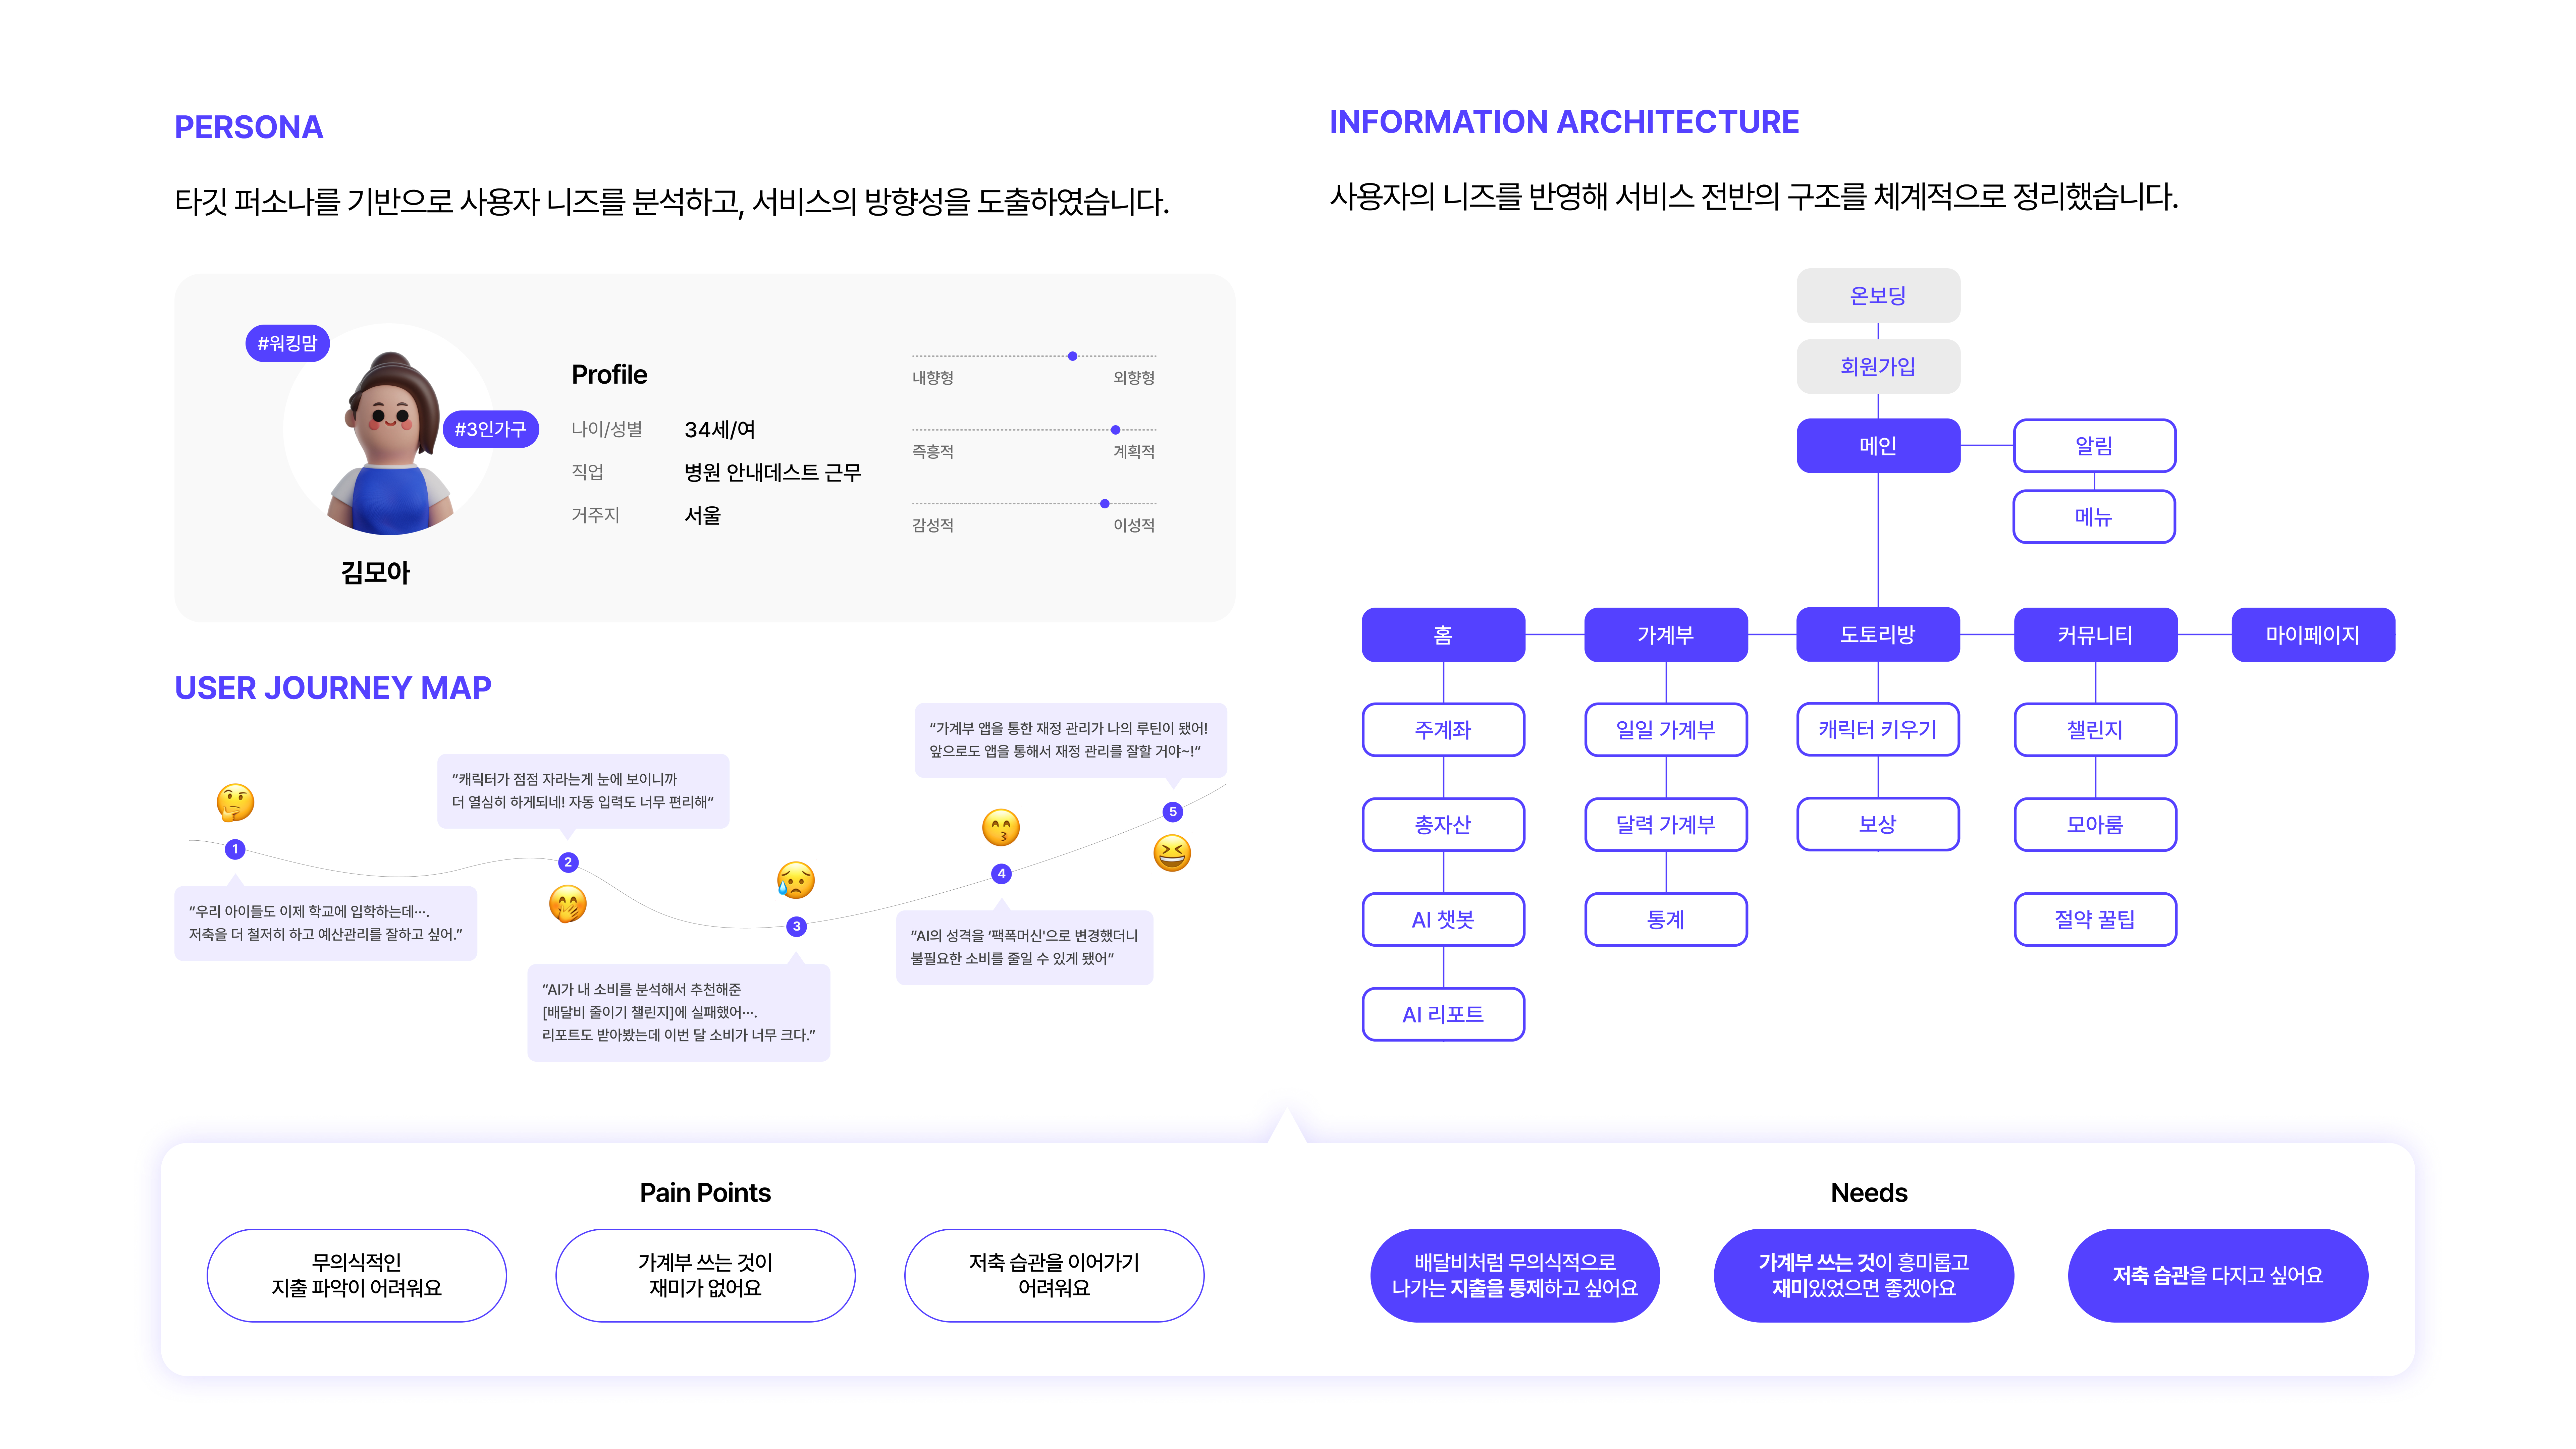 PERSONA
타깃 퍼소나를 기반으로 사용자 니즈를 분석하고, 서비스의 방향성을 도출하였습니다.
#워킹맘
#3인가구
김모아
Profile
나이/성별 34세/여
직업 병원 안내데스트 근무
거주지 서울
내향형 외향형
즉흥적 계획적
감성적 이성적
USER JOURNEY MAP
1
“우리 아이들도 이제 학교에 입학하는데….
저축을 더 철저히 하고 예산관리를 잘하고 싶어.”
“캐릭터가 점점 자라는게 눈에 보이니까
더 열심히 하게되네! 자동 입력도 너무 편리해”
2
3
“AI가 내 소비를 분석해서 추천해준
[배달비 줄이기 챌린지]에 실패했어….
리포트도 받아봤는데 이번 달 소비가 너무 크다.”
4
“AI의 성격을 ‘팩폭머신'으로 변경했더니
불필요한 소비를 줄일 수 있게 됐어”
“가계부 앱을 통한 재정 관리가 나의 루틴이 됐어!
앞으로도 앱을 통해서 재정 관리를 잘할 거야~!”
5
INFORMATION ARCHITECTURE
사용자의 니즈를 반영해 서비스 전반의 구조를 체계적으로 정리했습니다.
온보딩
회원가입
메인 알림
메뉴
홈 가계부 도토리방 커뮤니티 마이페이지
주계좌 일일 가계부 캐릭터 키우기 챌린지
총자산 달력 가계부 보상 모아룸
AI 챗봇 통계 절약 꿀팁
AI 리포트
Pain Points
무의식적인
지출 파악이 어려워요
가계부 쓰는 것이
재미가 없어요
저축 습관을 이어가기
어려워요
Needs
배달비처럼 무의식적으로
나가는 지출을 통제하고 싶어요
가계부 쓰는 것이 흥미롭고
재미있었으면 좋겠아요
저축 습관을 다지고 싶어요